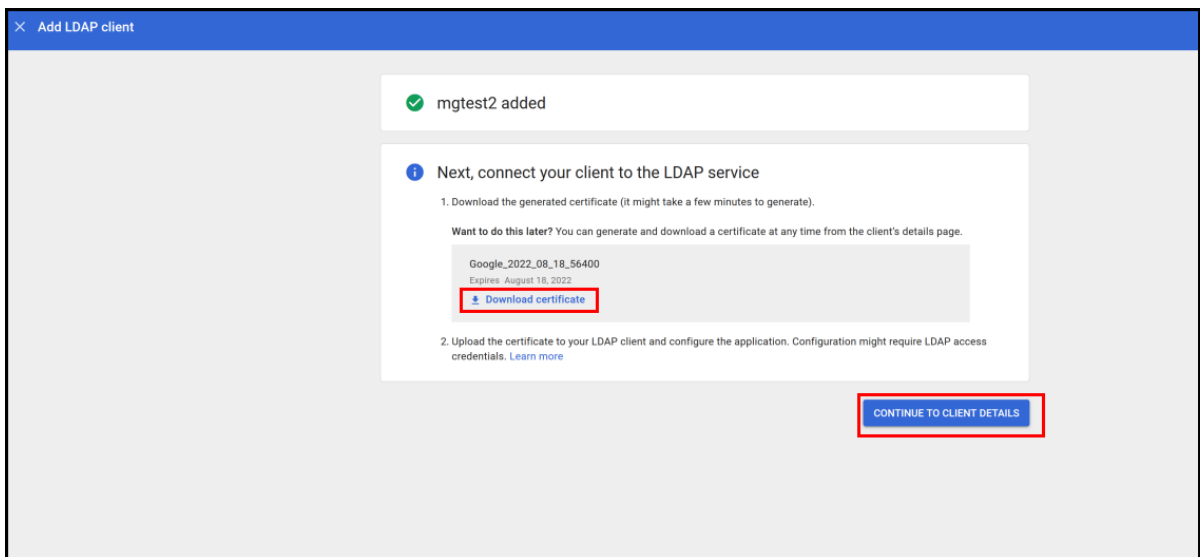 Add LDAP client
mgtest2 added
Next, connect your client to the LDAP service
1. Download the generated certificate (it might take a few minutes to generate).
Want to do this later? You can generate and download a certificate at any time from the client's details page.
Google_2022_08_18_56400
Expires August 18, 2022
Download certificate
2. Upload the certificate to your LDAP client and configure the application. Configuration might require LDAP access
credentials. Learn more
CONTINUE TO CLIENT DETAILS